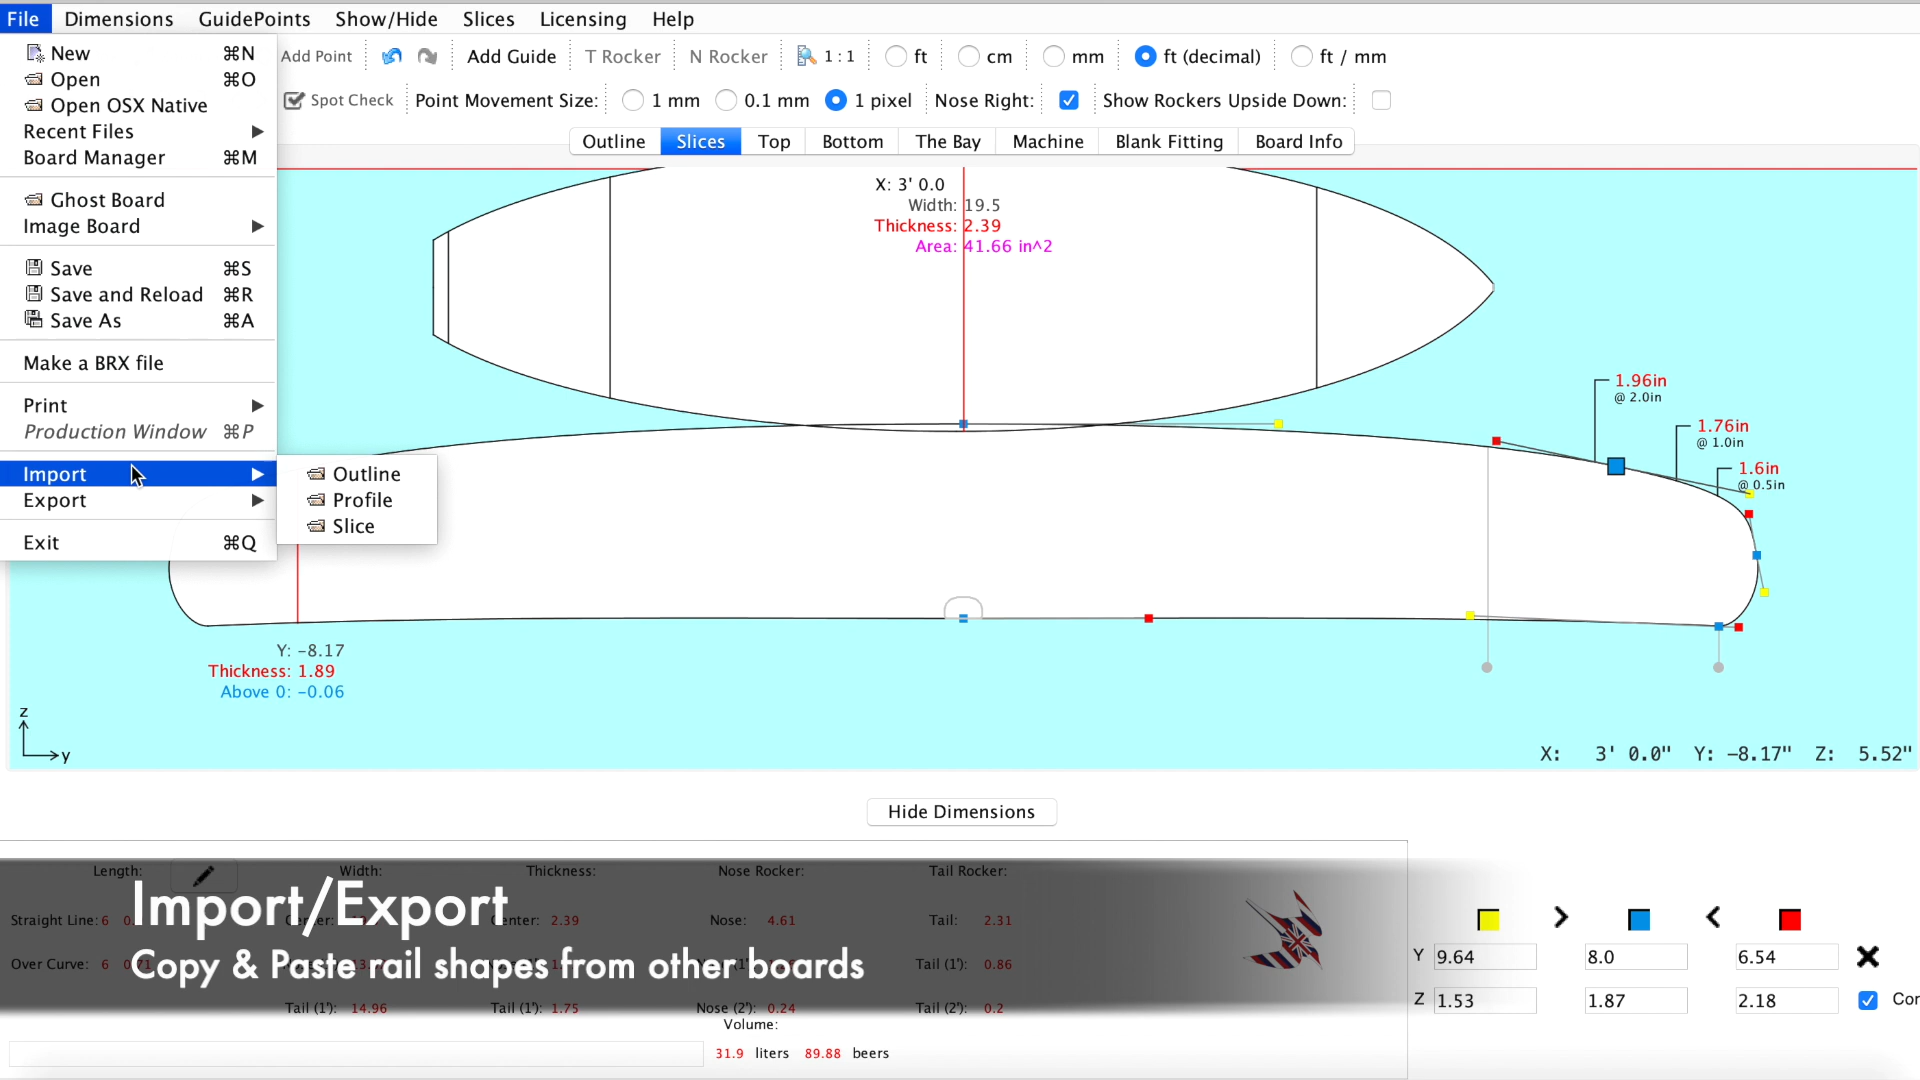 File Dimensions GuidePoints Show/Hide Slices Licensing Help
New ⌘N
Open ⌘O
Open OSX Native
Recent Files
Board Manager ⌘M
Ghost Board
Image Board
Save ⌘S
Save and Reload ⌘R
Save As ⌘A
Make a BRX file
Print
Production Window ⌘P
Import
Export
Exit ⌘Q
Outline
Profile
Slice
Add Point Add Guide T Rocker N Rocker 1:1 ft cm mm ft (decimal) ft / mm
Spot Check Point Movement Size: 1 mm 0.1 mm 1 pixel Nose Right: Show Rockers Upside Down:
Outline Slices Top Bottom The Bay Machine Blank Fitting Board Info
X: 3' 0.0
Width: 19.5
Thickness: 2.39
Area: 41.66 in^2
1.96in
@ 2.0in
1.76in
@ 1.0in
1.6in
@ 0.5in
Y: -8.17
Thickness: 1.89
Above 0: -0.06
z
y
X: 3' 0.0" Y: -8.17" Z: 5.52"
Hide Dimensions
Length: Width: Thickness: Nose Rocker: Tail Rocker:
Import/Export
Straight Line: 6 Center: 2.39 Nose: 4.61 Tail: 2.31
Copy & Paste rail shapes from other boards
Over Curve: 6 Tail (1'): 0.86
Tail (1'): 14.96 Tail (1'): 1.75 Nose (2'): 0.24 Tail (2'): 0.2
Volume:
31.9 liters 89.88 beers
Y 9.64 8.0 6.54
Z 1.53 1.87 2.18 Cor